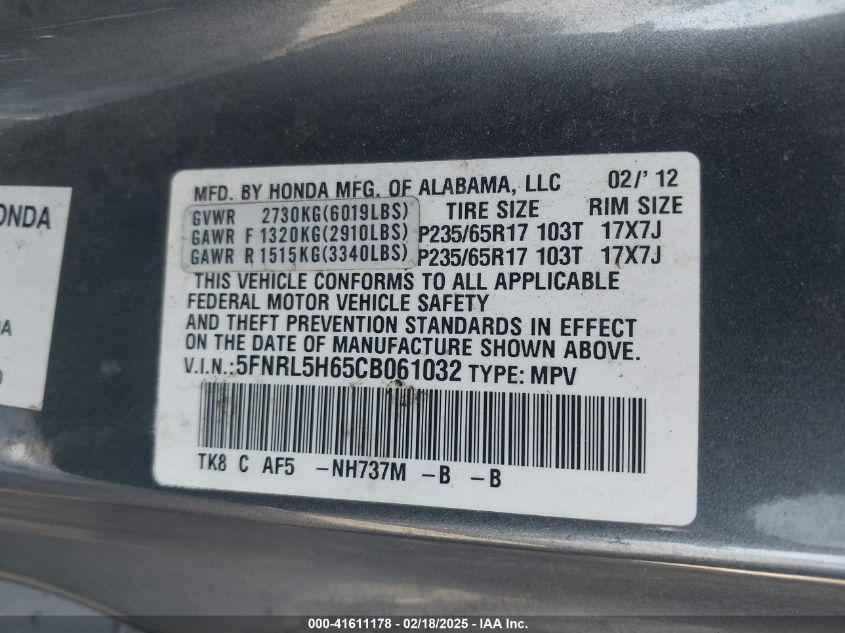 ONDA
MFD. BY HONDA MFG. OF ALABAMA, LLC 02/' 12
GVWR 2730KG(6019LBS) TIRE SIZE RIM SIZE
GAWR F 1320KG(2910LBS) P235/65R17 103T 17X7J
GAWR R 1515KG(3340LBS) P235/65R17 103T 17X7J
THIS VEHICLE CONFORMS TO ALL APPLICABLE
FEDERAL MOTOR VEHICLE SAFETY
AND THEFT PREVENTION STANDARDS IN EFFECT
ON THE DATE OF MANUFACTURE SHOWN ABOVE.
V.I.N.:5FNRL5H65CB061032 TYPE: MPV
TK8 C AF5 -NH737M -B -B
000-41611178 - 02/18/2025 - IAAI Inc.